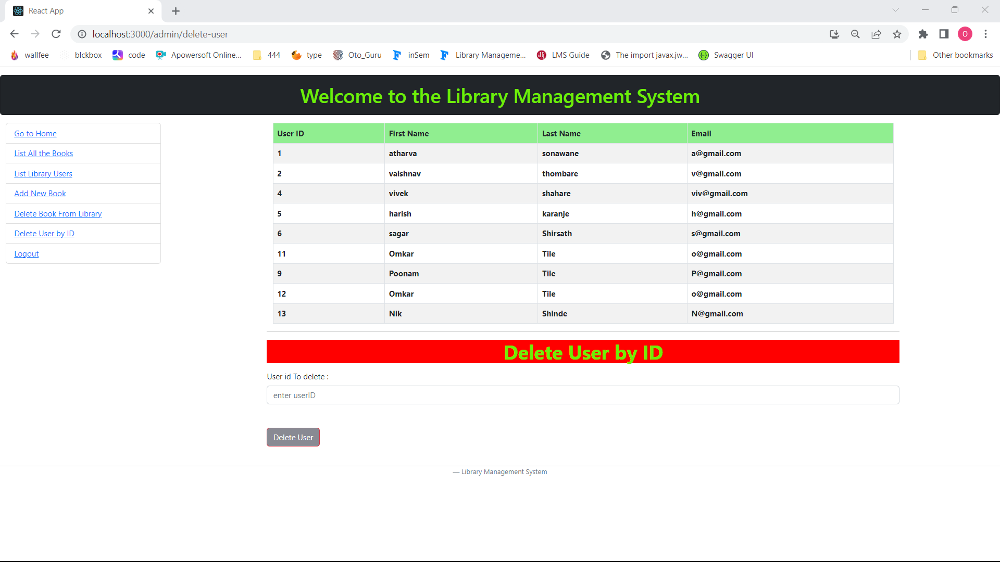 React App
localhost:3000/admin/delete-user
O
wallfee blckbox code Apowersoft Online... 444 type Oto_Guru inSem Library Manageme... LMS Guide The import javax.jw... Swagger UI Other bookmarks
Welcome to the Library Management System
Go to Home
List All the Books
List Library Users
Add New Book
Delete Book From Library
Delete User by ID
Logout
User ID First Name Last Name Email
1 atharva sonawane a@gmail.com
2 vaishnav thombare v@gmail.com
4 vivek shahare viv@gmail.com
5 harish karanje h@gmail.com
6 sagar Shirsath s@gmail.com
11 Omkar Tile o@gmail.com
9 Poonam Tile P@gmail.com
12 Omkar Tile o@gmail.com
13 Nik Shinde N@gmail.com
Delete User by ID
User id To delete :
enter userID
Delete User
— Library Management System